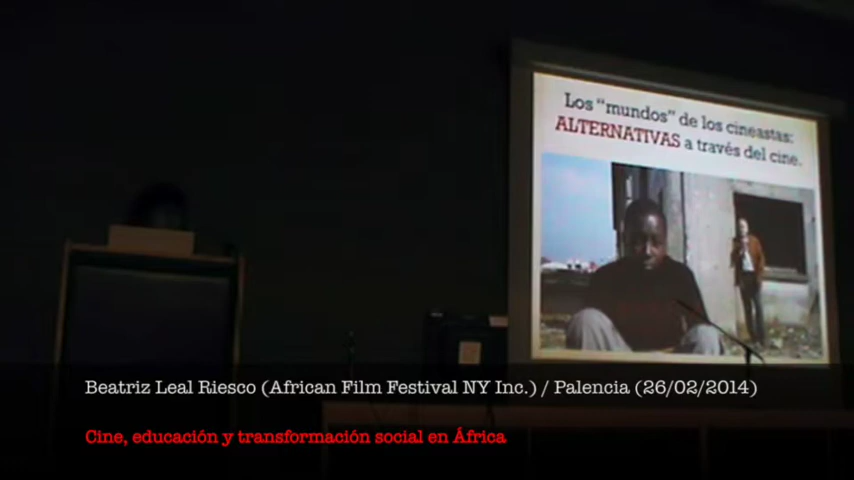 Los "mundos" de los cineastas:
ALTERNATIVAS a través del cine.
Beatriz Leal Riesco (African Film Festival NY Inc.) / Palencia (26/02/2014)
Cine, educación y transformación social en África